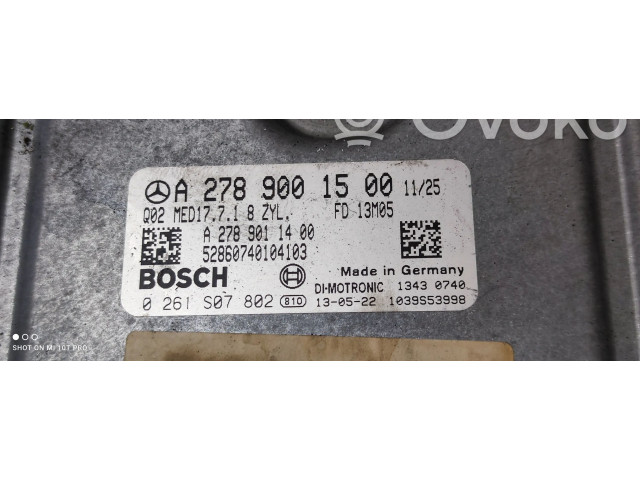 Ovoko
A 278 900 15 00 11/25
Q02 MED17.7.1 8 ZYL. FD 13M05
A 278 901 14 00
52860740104103
BOSCH
Made in Germany
DI-MOTRONIC 1343 0740
0 261 S07 802 810 13-05-22 1039S53998
SHOT ON MI 10T PRO